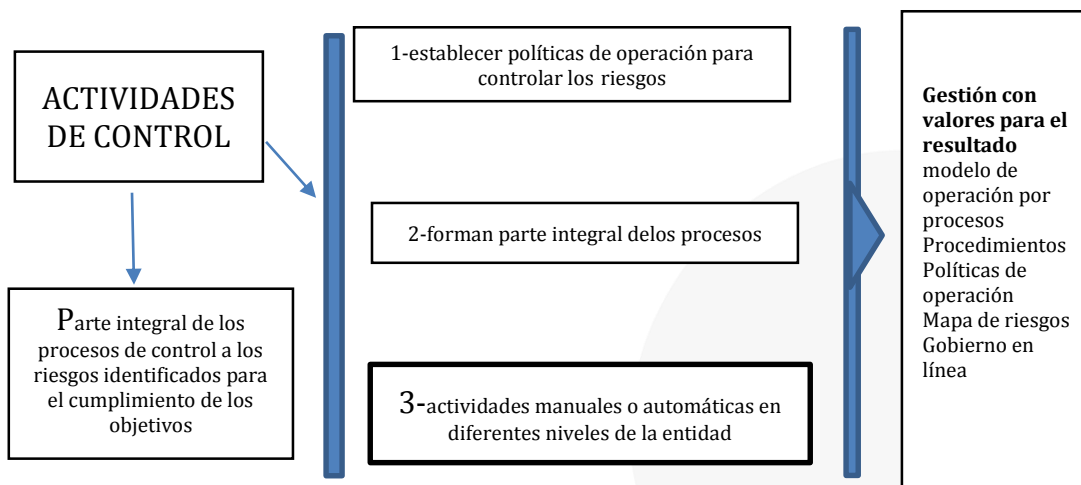 ACTIVIDADES
DE CONTROL
Parte integral de los
procesos de control a los
riesgos identificados para
el cumplimiento de los
objetivos
1-establecer políticas de operación para
controlar los riesgos
2-forman parte integral delos procesos
3-actividades manuales o automáticas en
diferentes niveles de la entidad
Gestión con
valores para el
resultado
modelo de
operación por
procesos
Procedimientos
Políticas de
operación
Mapa de riesgos
Gobierno en
línea